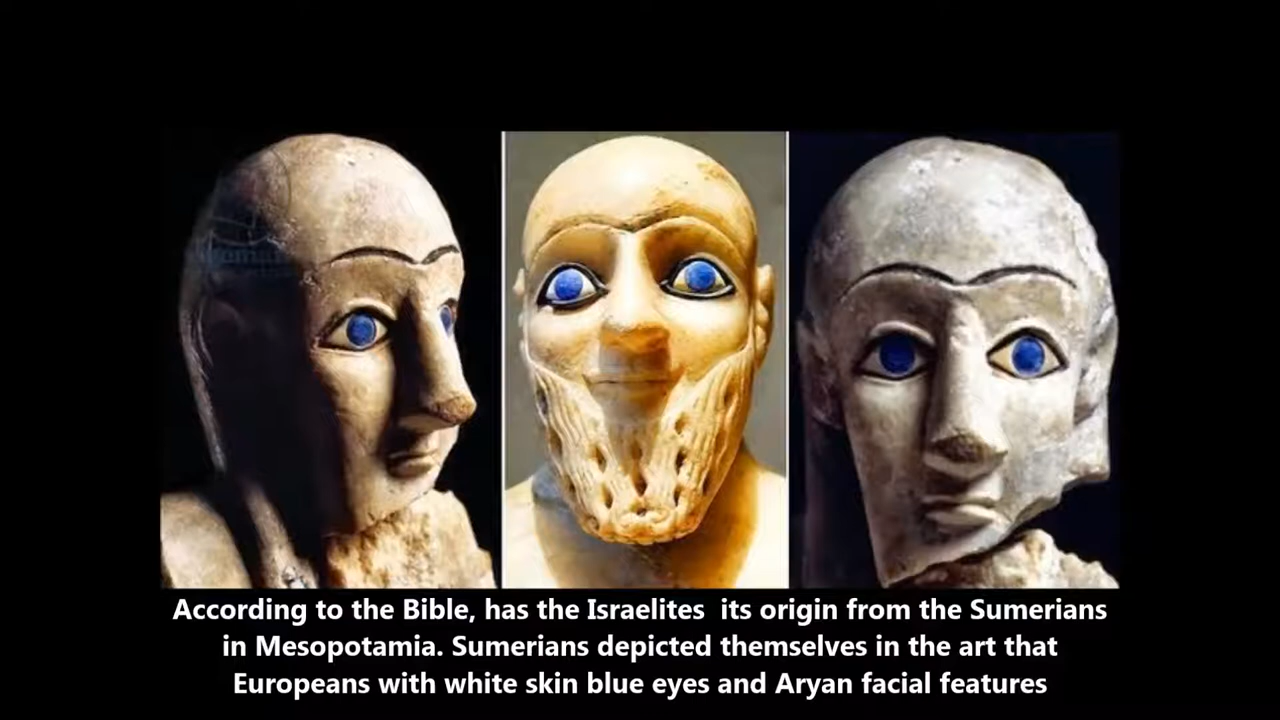 According to the Bible, has the Israelites its origin from the Sumerians
in Mesopotamia. Sumerians depicted themselves in the art that
Europeans with white skin blue eyes and Aryan facial features